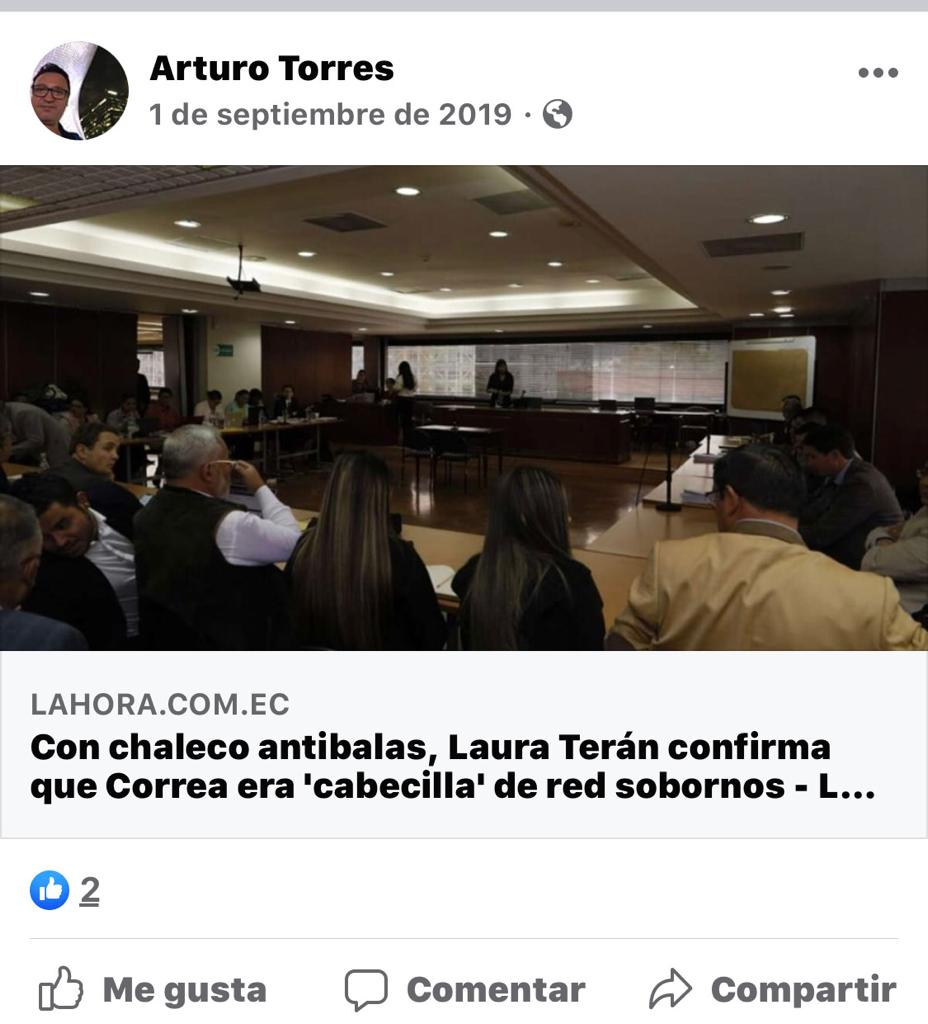 Arturo Torres
1 de septiembre de 2019 ·
LAHORA.COM.EC
Con chaleco antibalas, Laura Terán confirma
que Correa era 'cabecilla' de red sobornos - L...
2
Me gusta Comentar Compartir